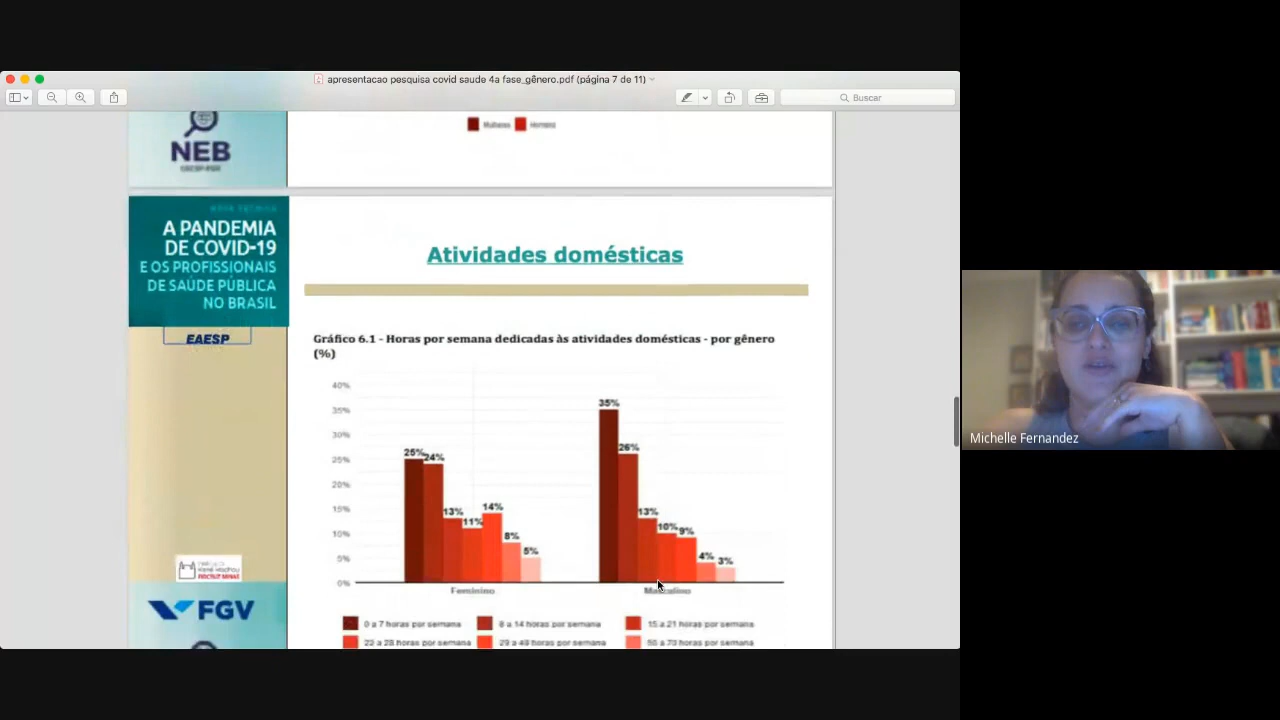 apresentacao pesquisa covid saude 4a fase_gênero.pdf (página 7 de 11)
Buscar
NEB
Mulheres Homens
NOTA TÉCNICA
A PANDEMIA
DE COVID-19
E OS PROFISSIONAIS
DE SAÚDE PÚBLICA
NO BRASIL
EAESP
FGV
Atividades domésticas
Gráfico 6.1 - Horas por semana dedicadas às atividades domésticas - por gênero
(%)
40%
35%
30%
25%
20%
15%
10%
5%
0%
25% 24% 13% 11% 14% 8% 5%
35% 26% 13% 10% 9% 4% 3%
Feminino Masculino
0 a 7 horas por semana 8 a 14 horas por semana 15 a 21 horas por semana
22 a 28 horas por semana 29 a 49 horas por semana 50 a 70 horas por semana
Michelle Fernandez